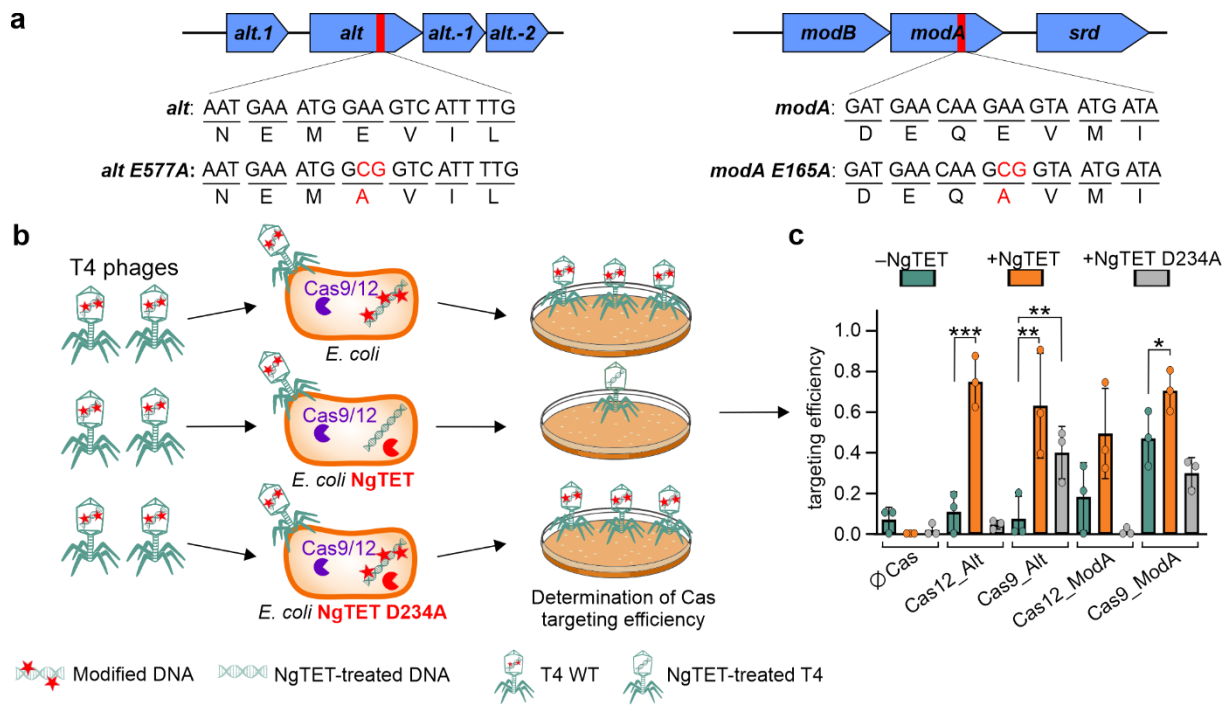 a
alt.1 alt alt.-1 alt.-2
modB modA srd
alt: AAT GAA ATG GAA GTC ATT TTG
N E M E V I L
alt E577A: AAT GAA ATG GCG GTC ATT TTG
N E M A V I L
modA: GAT GAA CAA GAA GTA ATG ATA
D E Q E V M I
modA E165A: GAT GAA CAA GCG GTA ATG ATA
D E Q A V M I
b
T4 phages
Cas9/12
E. coli
Cas9/12
E. coli NgTET
Cas9/12
E. coli NgTET D234A
Determination of Cas
targeting efficiency
Modified DNA
NgTET-treated DNA
T4 WT
NgTET-treated T4
c
–NgTET +NgTET +NgTET D234A
targeting efficiency
1.0
0.8
0.6
0.4
0.2
0.0
***
**
**
*
∅ Cas
Cas12_Alt
Cas9_Alt
Cas12_ModA
Cas9_ModA